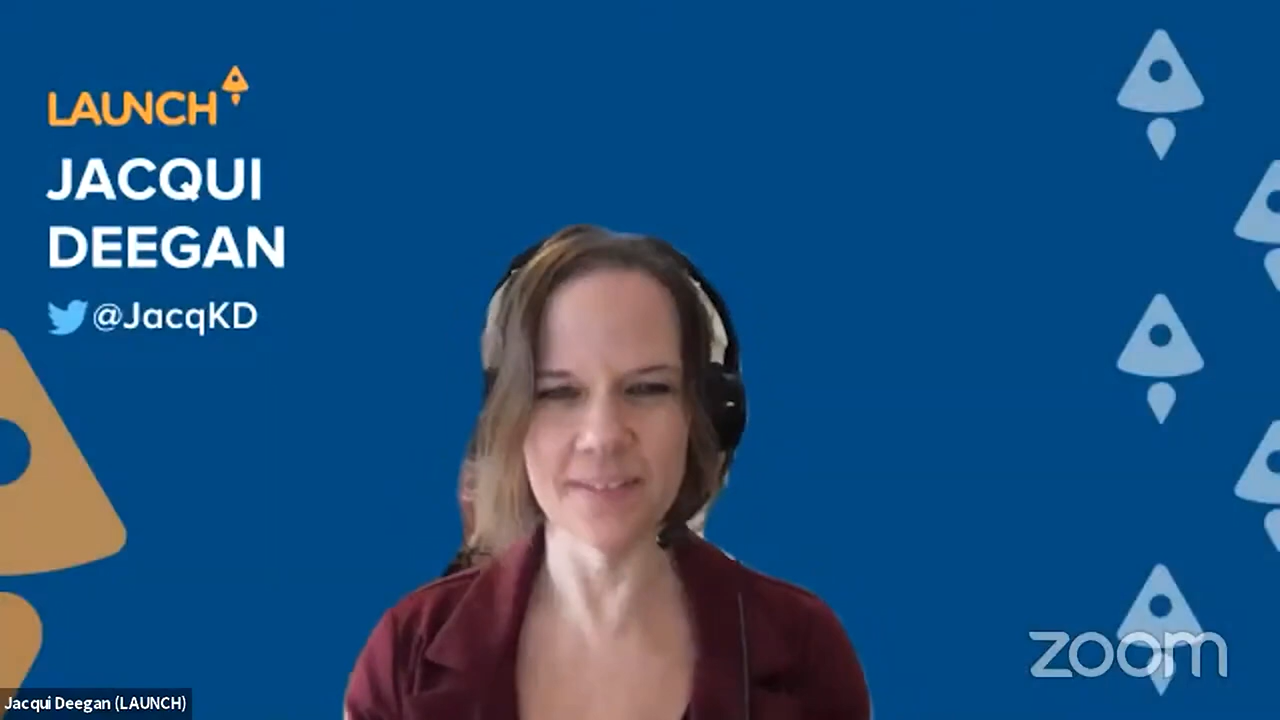 LAUNCH
JACQUI
DEEGAN
@JacqKD
zoom
Jacqui Deegan (LAUNCH)